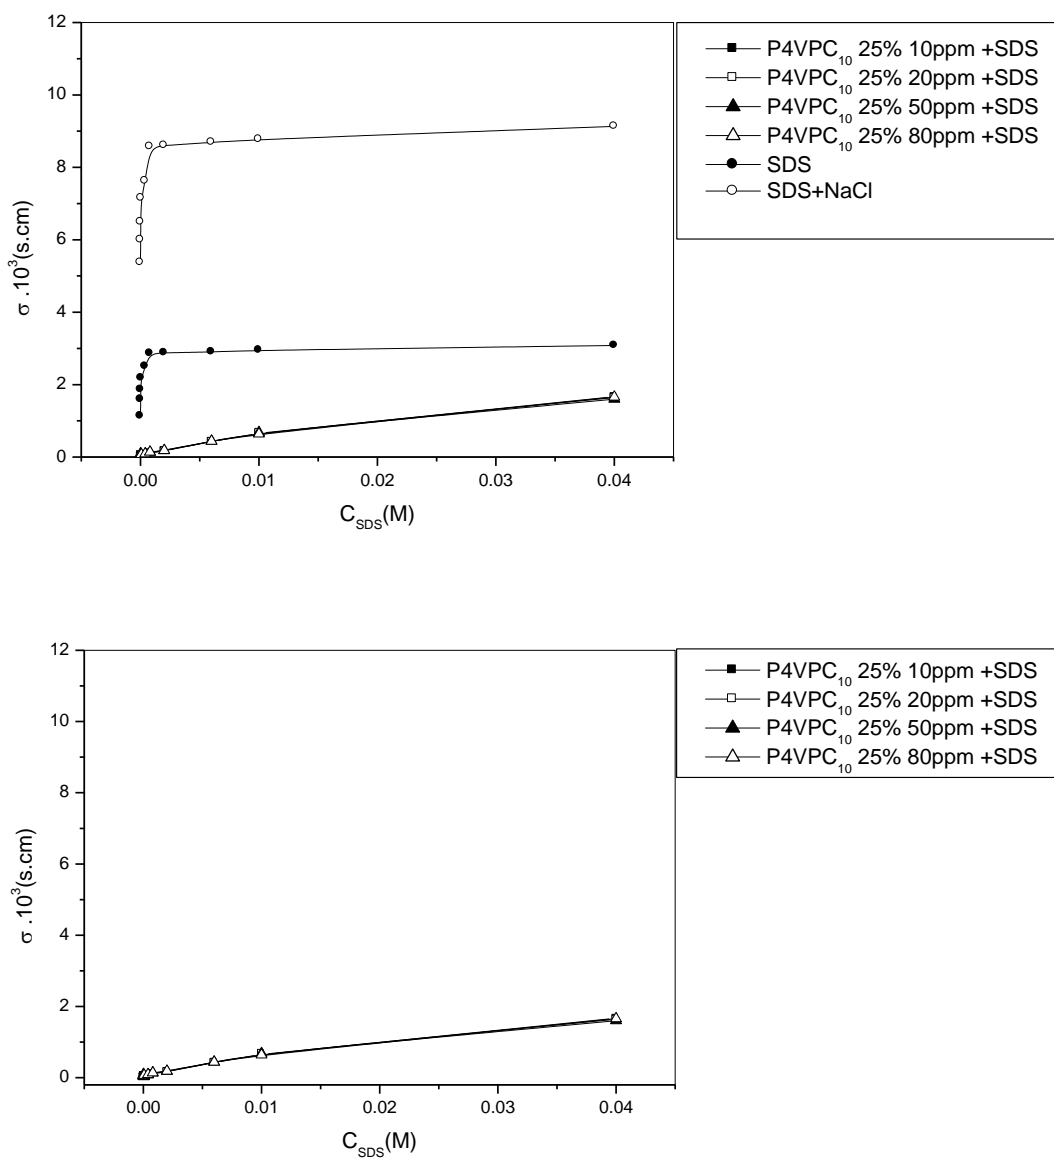 12
10
8
6
4
2
0
σ .10³(s.cm)
0.00 0.01 0.02 0.03 0.04
C_SDS(M)
P4VPC₁₀ 25% 10ppm +SDS
P4VPC₁₀ 25% 20ppm +SDS
P4VPC₁₀ 25% 50ppm +SDS
P4VPC₁₀ 25% 80ppm +SDS
SDS
SDS+NaCl
12
10
8
6
4
2
0
σ .10³(s.cm)
0.00 0.01 0.02 0.03 0.04
C_SDS(M)
P4VPC₁₀ 25% 10ppm +SDS
P4VPC₁₀ 25% 20ppm +SDS
P4VPC₁₀ 25% 50ppm +SDS
P4VPC₁₀ 25% 80ppm +SDS